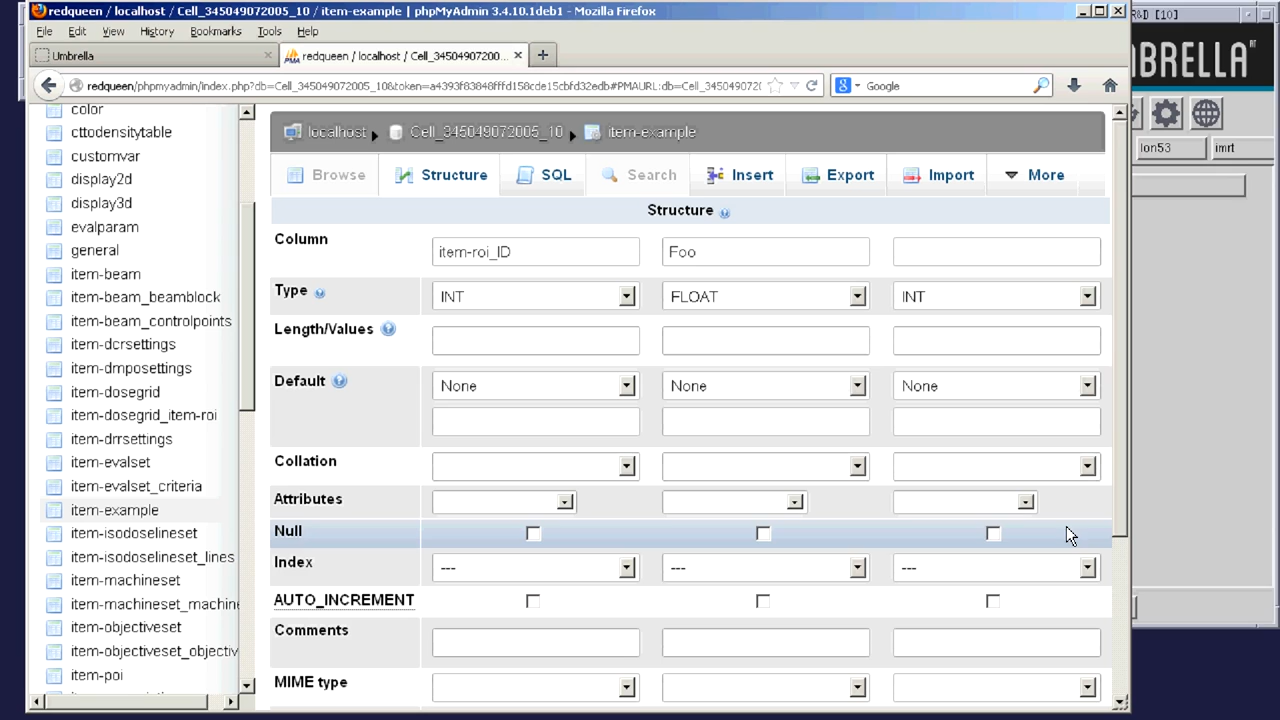 redqueen / localhost / Cell_345049072005_10 / item-example | phpMyAdmin 3.4.10.1deb1 - Mozilla Firefox
R&D [10]
File Edit View History Bookmarks Tools Help
Umbrella
redqueen / localhost / Cell_34504907200...
redqueen/phpmyadmin/index.php?db=Cell_345049072005_10&token=a4393f83848fffd158cde15cbfd32edb#PMAURL:db=Cell_3450490720
Google
MBRELLA
RT
lon53
imrt
localhost
Cell_345049072005_10
item-example
Browse
Structure
SQL
Search
Insert
Export
Import
More
color
cttodensitytable
customvar
display2d
display3d
evalparam
general
item-beam
item-beam_beamblock
item-beam_controlpoints
item-dcrsettings
item-dmposettings
item-dosegrid
item-dosegrid_item-roi
item-drrsettings
item-evalset
item-evalset_criteria
item-example
item-isodoselineset
item-isodoselineset_lines
item-machineset
item-machineset_machine
item-objectiveset
item-objectiveset_objectiv
item-poi
Structure
Column
item-roi_ID
Foo
Type
INT
FLOAT
INT
Length/Values
Default
None
None
None
Collation
Attributes
Null
Index
---
---
---
AUTO_INCREMENT
Comments
MIME type